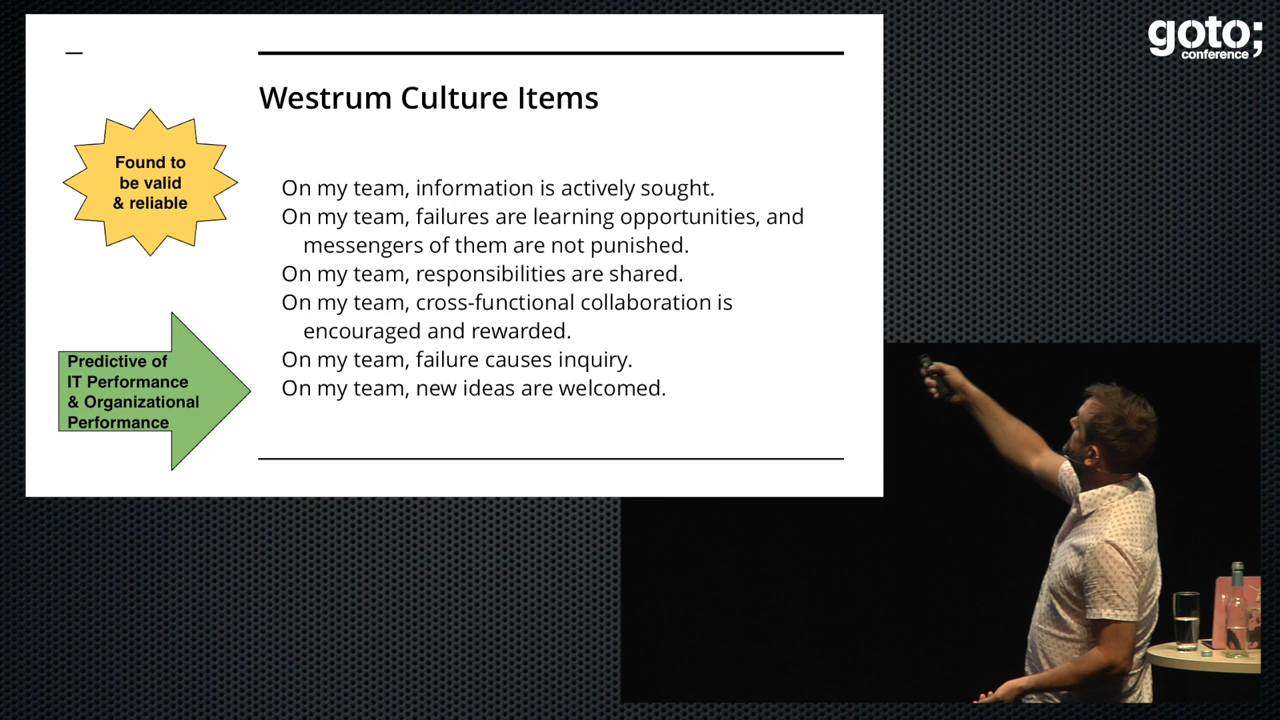 goto;
conference
Westrum Culture Items
Found to
be valid
& reliable
On my team, information is actively sought.
On my team, failures are learning opportunities, and
messengers of them are not punished.
On my team, responsibilities are shared.
On my team, cross-functional collaboration is
encouraged and rewarded.
On my team, failure causes inquiry.
On my team, new ideas are welcomed.
Predictive of
IT Performance
& Organizational
Performance